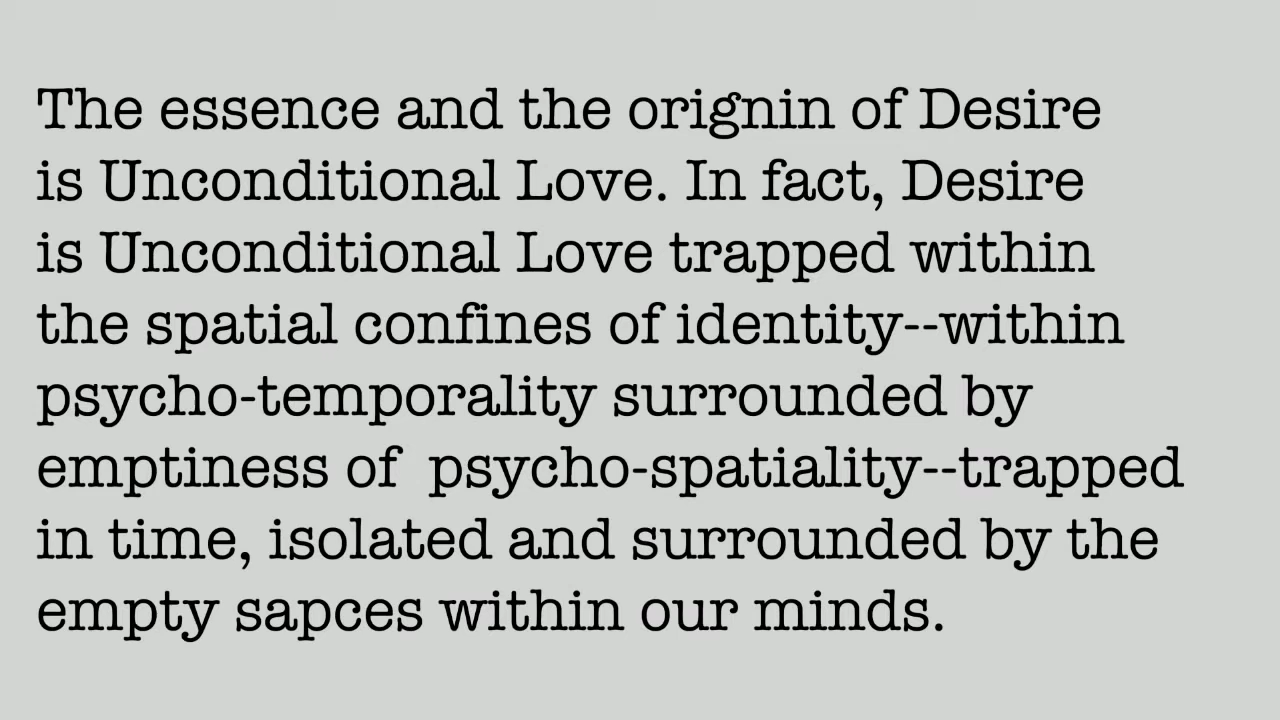 The essence and the orignin of Desire
is Unconditional Love. In fact, Desire
is Unconditional Love trapped within
the spatial confines of identity--within
psycho-temporality surrounded by
emptiness of  psycho-spatiality--trapped
in time, isolated and surrounded by the
empty sapces within our minds.